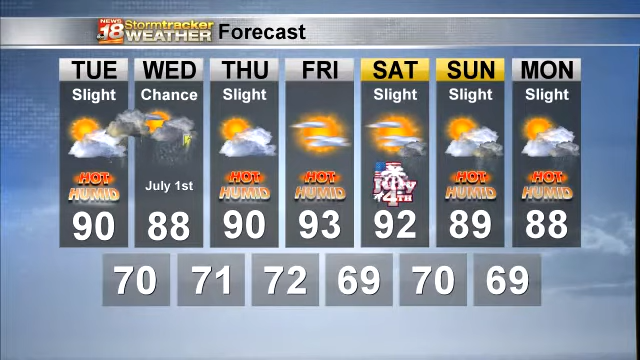 NEWS
18
Stormtracker
WEATHER
Forecast
TUE WED THU FRI SAT SUN MON
Slight Chance Slight Slight Slight Slight
HOT HOT HOT HOT HOT
HUMID July 1st HUMID HUMID July 4TH HUMID HUMID
90 88 90 93 92 89 88
70 71 72 69 70 69